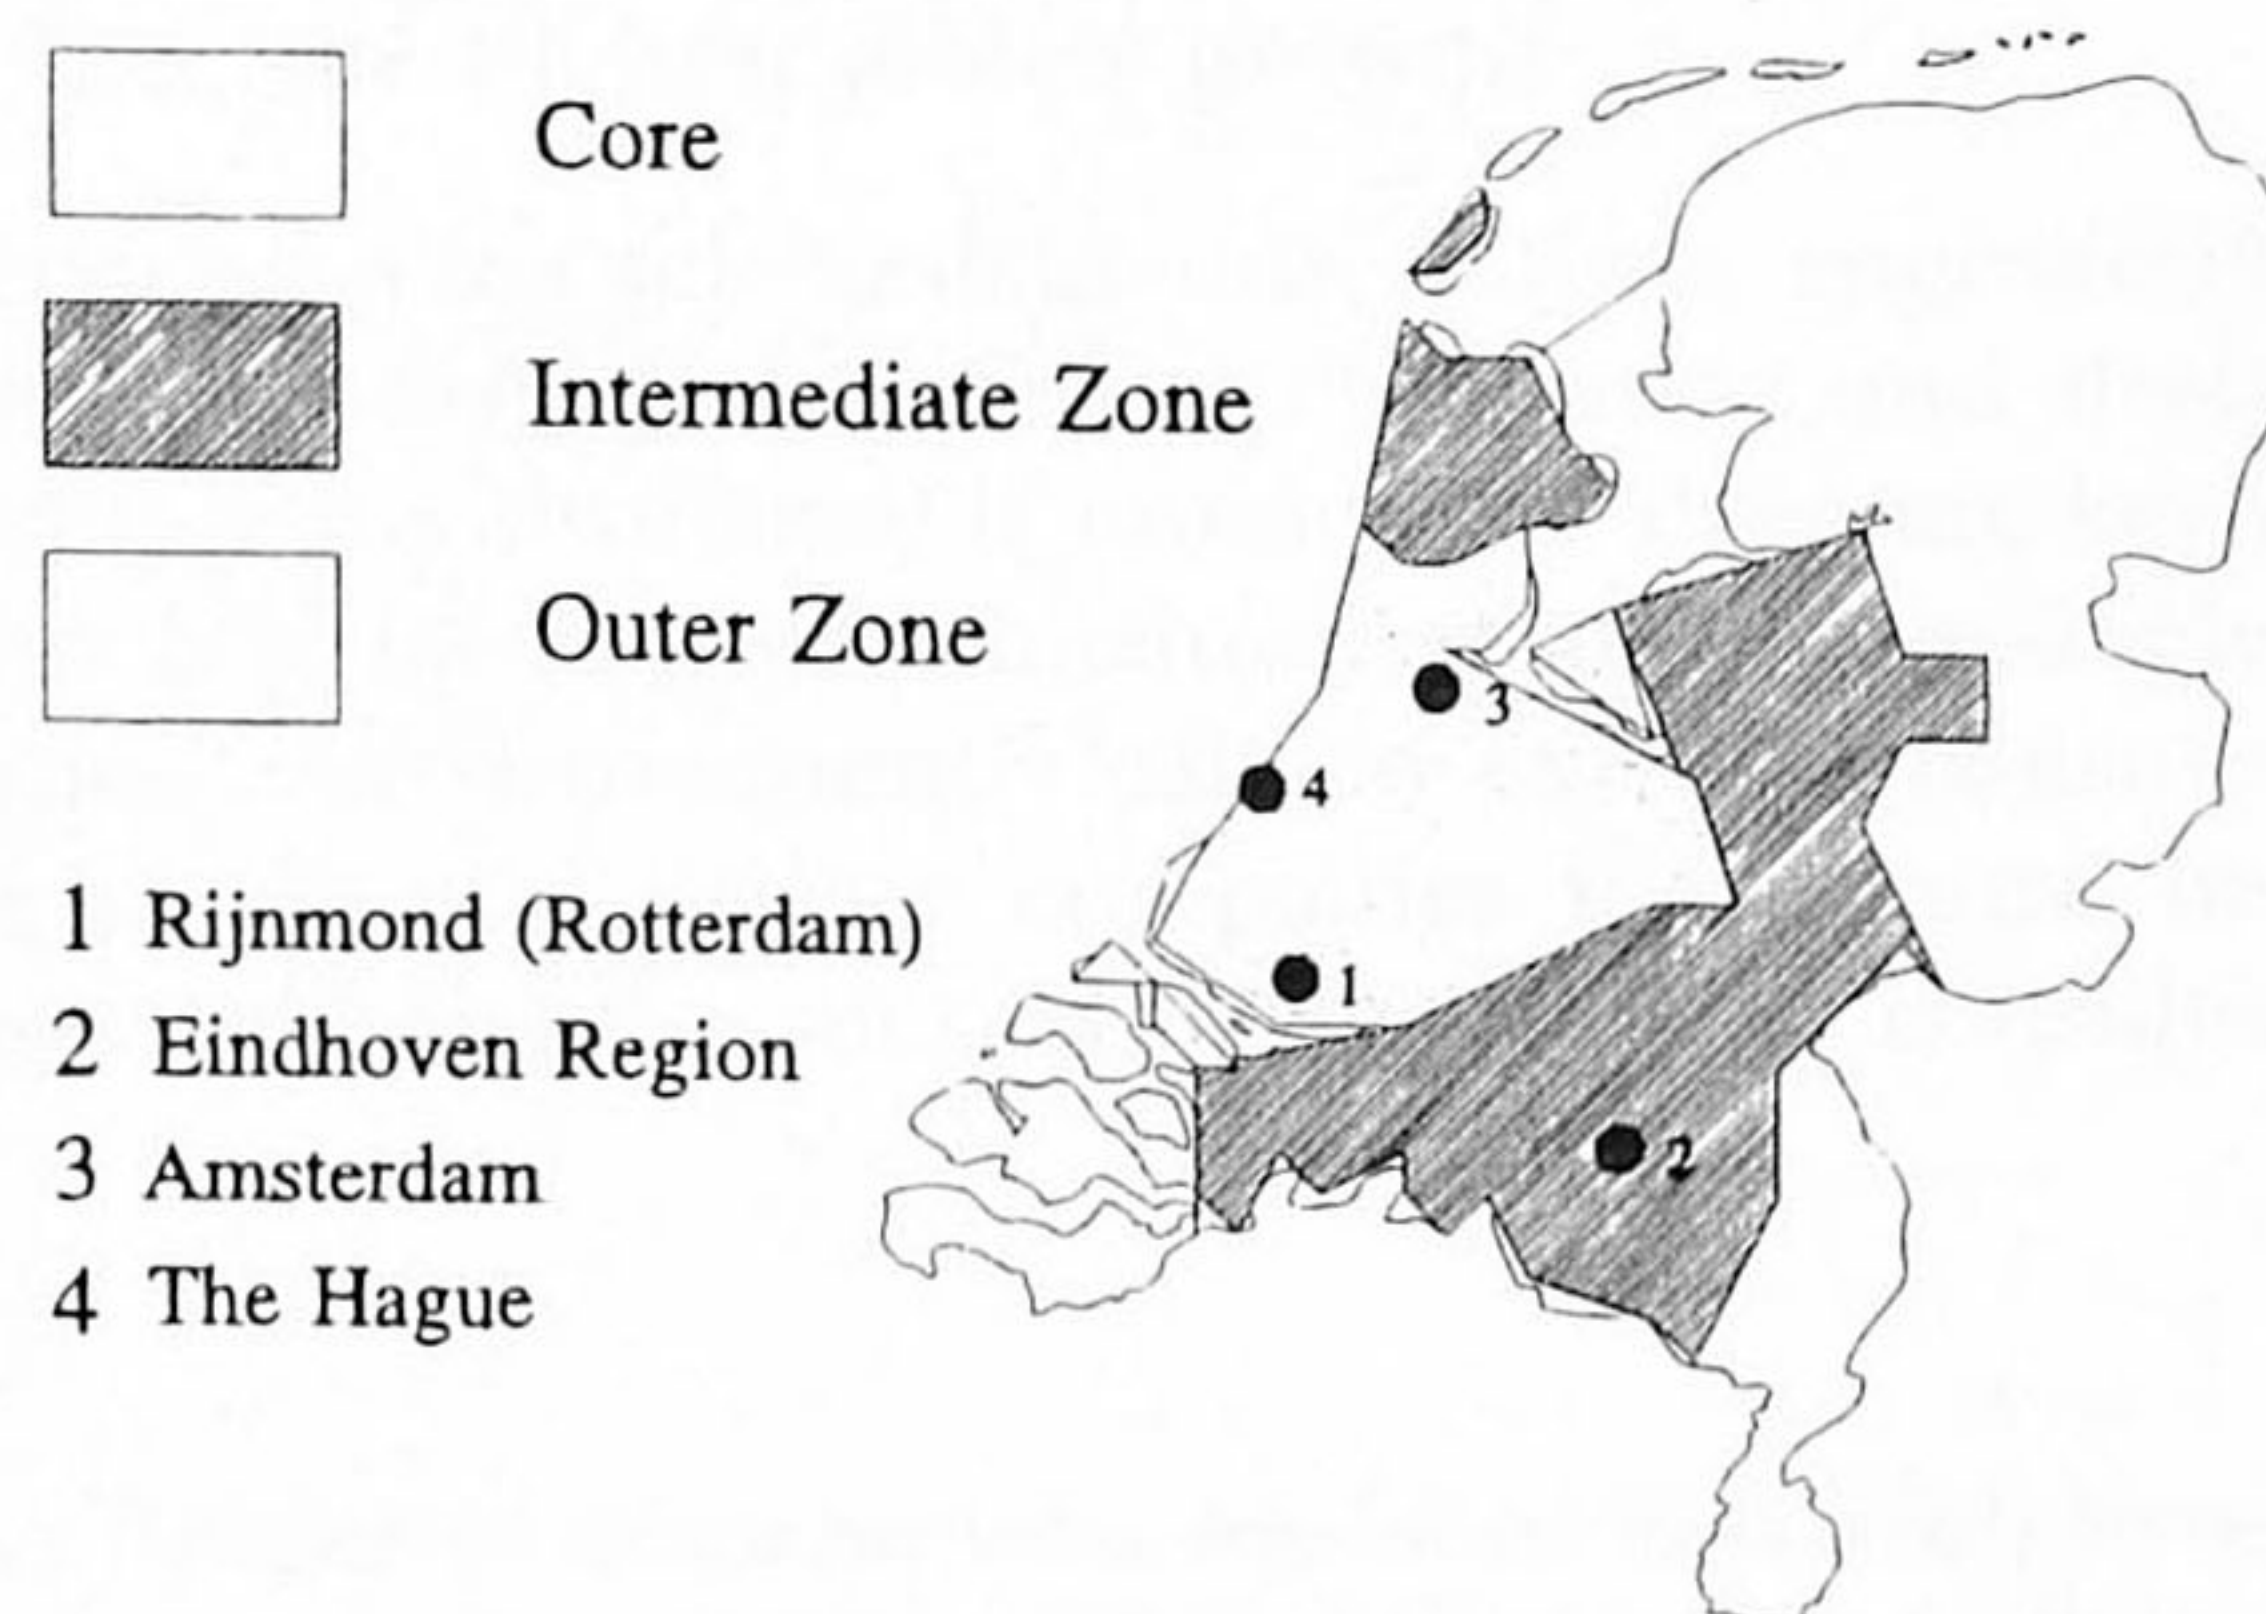 Core
Intermediate Zone
Outer Zone
1 Rijnmond (Rotterdam)
2 Eindhoven Region
3 Amsterdam
4 The Hague
3
4
1
2